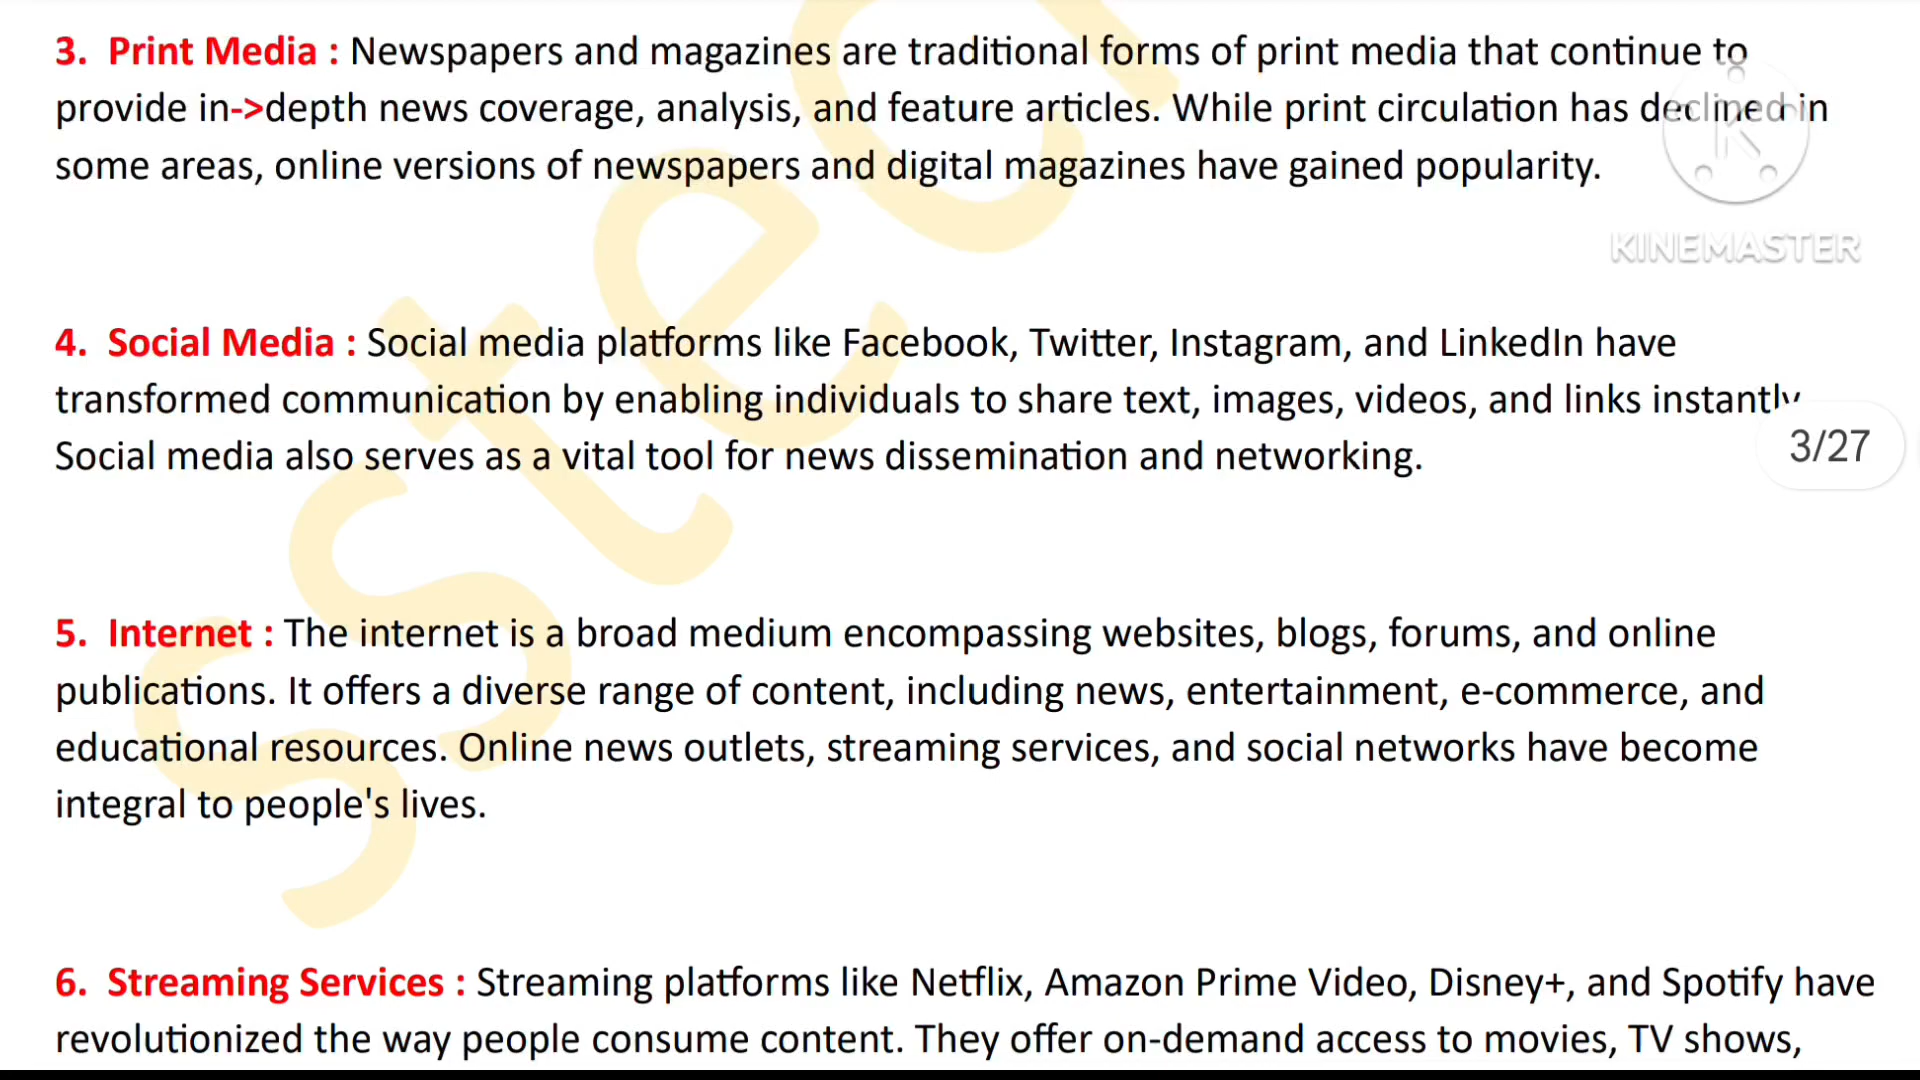 3. Print Media : Newspapers and magazines are traditional forms of print media that continue to
provide in->depth news coverage, analysis, and feature articles. While print circulation has declined in
some areas, online versions of newspapers and digital magazines have gained popularity.
KINEMASTER
4. Social Media : Social media platforms like Facebook, Twitter, Instagram, and LinkedIn have
transformed communication by enabling individuals to share text, images, videos, and links instantly
Social media also serves as a vital tool for news dissemination and networking.
3/27
5. Internet : The internet is a broad medium encompassing websites, blogs, forums, and online
publications. It offers a diverse range of content, including news, entertainment, e-commerce, and
educational resources. Online news outlets, streaming services, and social networks have become
integral to people's lives.
6. Streaming Services : Streaming platforms like Netflix, Amazon Prime Video, Disney+, and Spotify have
revolutionized the way people consume content. They offer on-demand access to movies, TV shows,